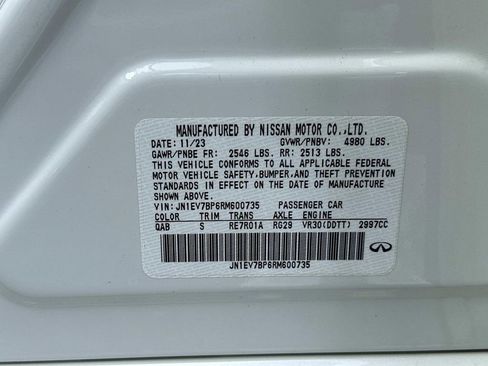 MANUFACTURED BY NISSAN MOTOR CO.,LTD.
DATE: 11/23 GVWR/PNBV: 4980 LBS.
GAWR/PNBE FR: 2546 LBS. RR: 2513 LBS.
THIS VEHICLE CONFORMS TO ALL APPLICABLE FEDERAL
MOTOR VEHICLE SAFETY,BUMPER,AND THEFT PREVENTION
STANDARDS IN EFFECT ON THE DATE OF MANUFACTURE
SHOWN ABOVE.
VIN: JN1EV7BP6RM600735 PASSENGER CAR
COLOR TRIM TRANS AXLE ENGINE
QAB S RE7R01A RG29 VR30(DDTT) 2997CC
JN1EV7BP6RM600735